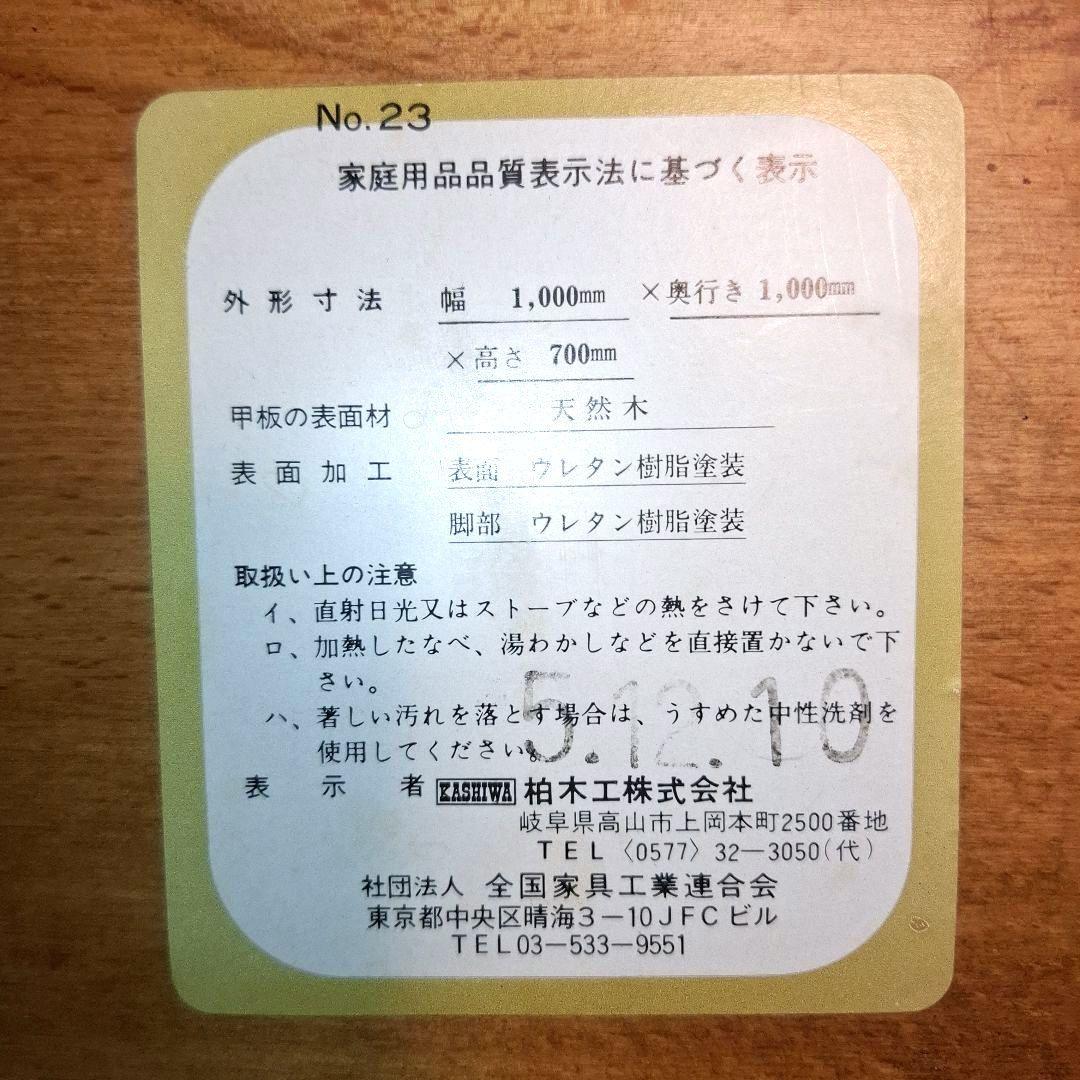 No.23
家庭用品品質表示法に基づく表示
外形寸法 幅 1,000mm ×奥行き 1,000mm
×高さ 700mm
甲板の表面材 天然木
表面加工 表面 ウレタン樹脂塗装
脚部 ウレタン樹脂塗装
取扱い上の注意
イ、直射日光又はストーブなどの熱をさけて下さい。
ロ、加熱したなべ、湯わかしなどを直接置かないで下
さい。
ハ、著しい汚れを落とす場合は、うすめた中性洗剤を
使用してください。
5.12.10
表示者 KASHIWA 柏木工株式会社
岐阜県高山市上岡本町2500番地
TEL〈0577〉32―3050(代)
社団法人 全国家具工業連合会
東京都中央区晴海3－10JFCビル
TEL03―533―9551